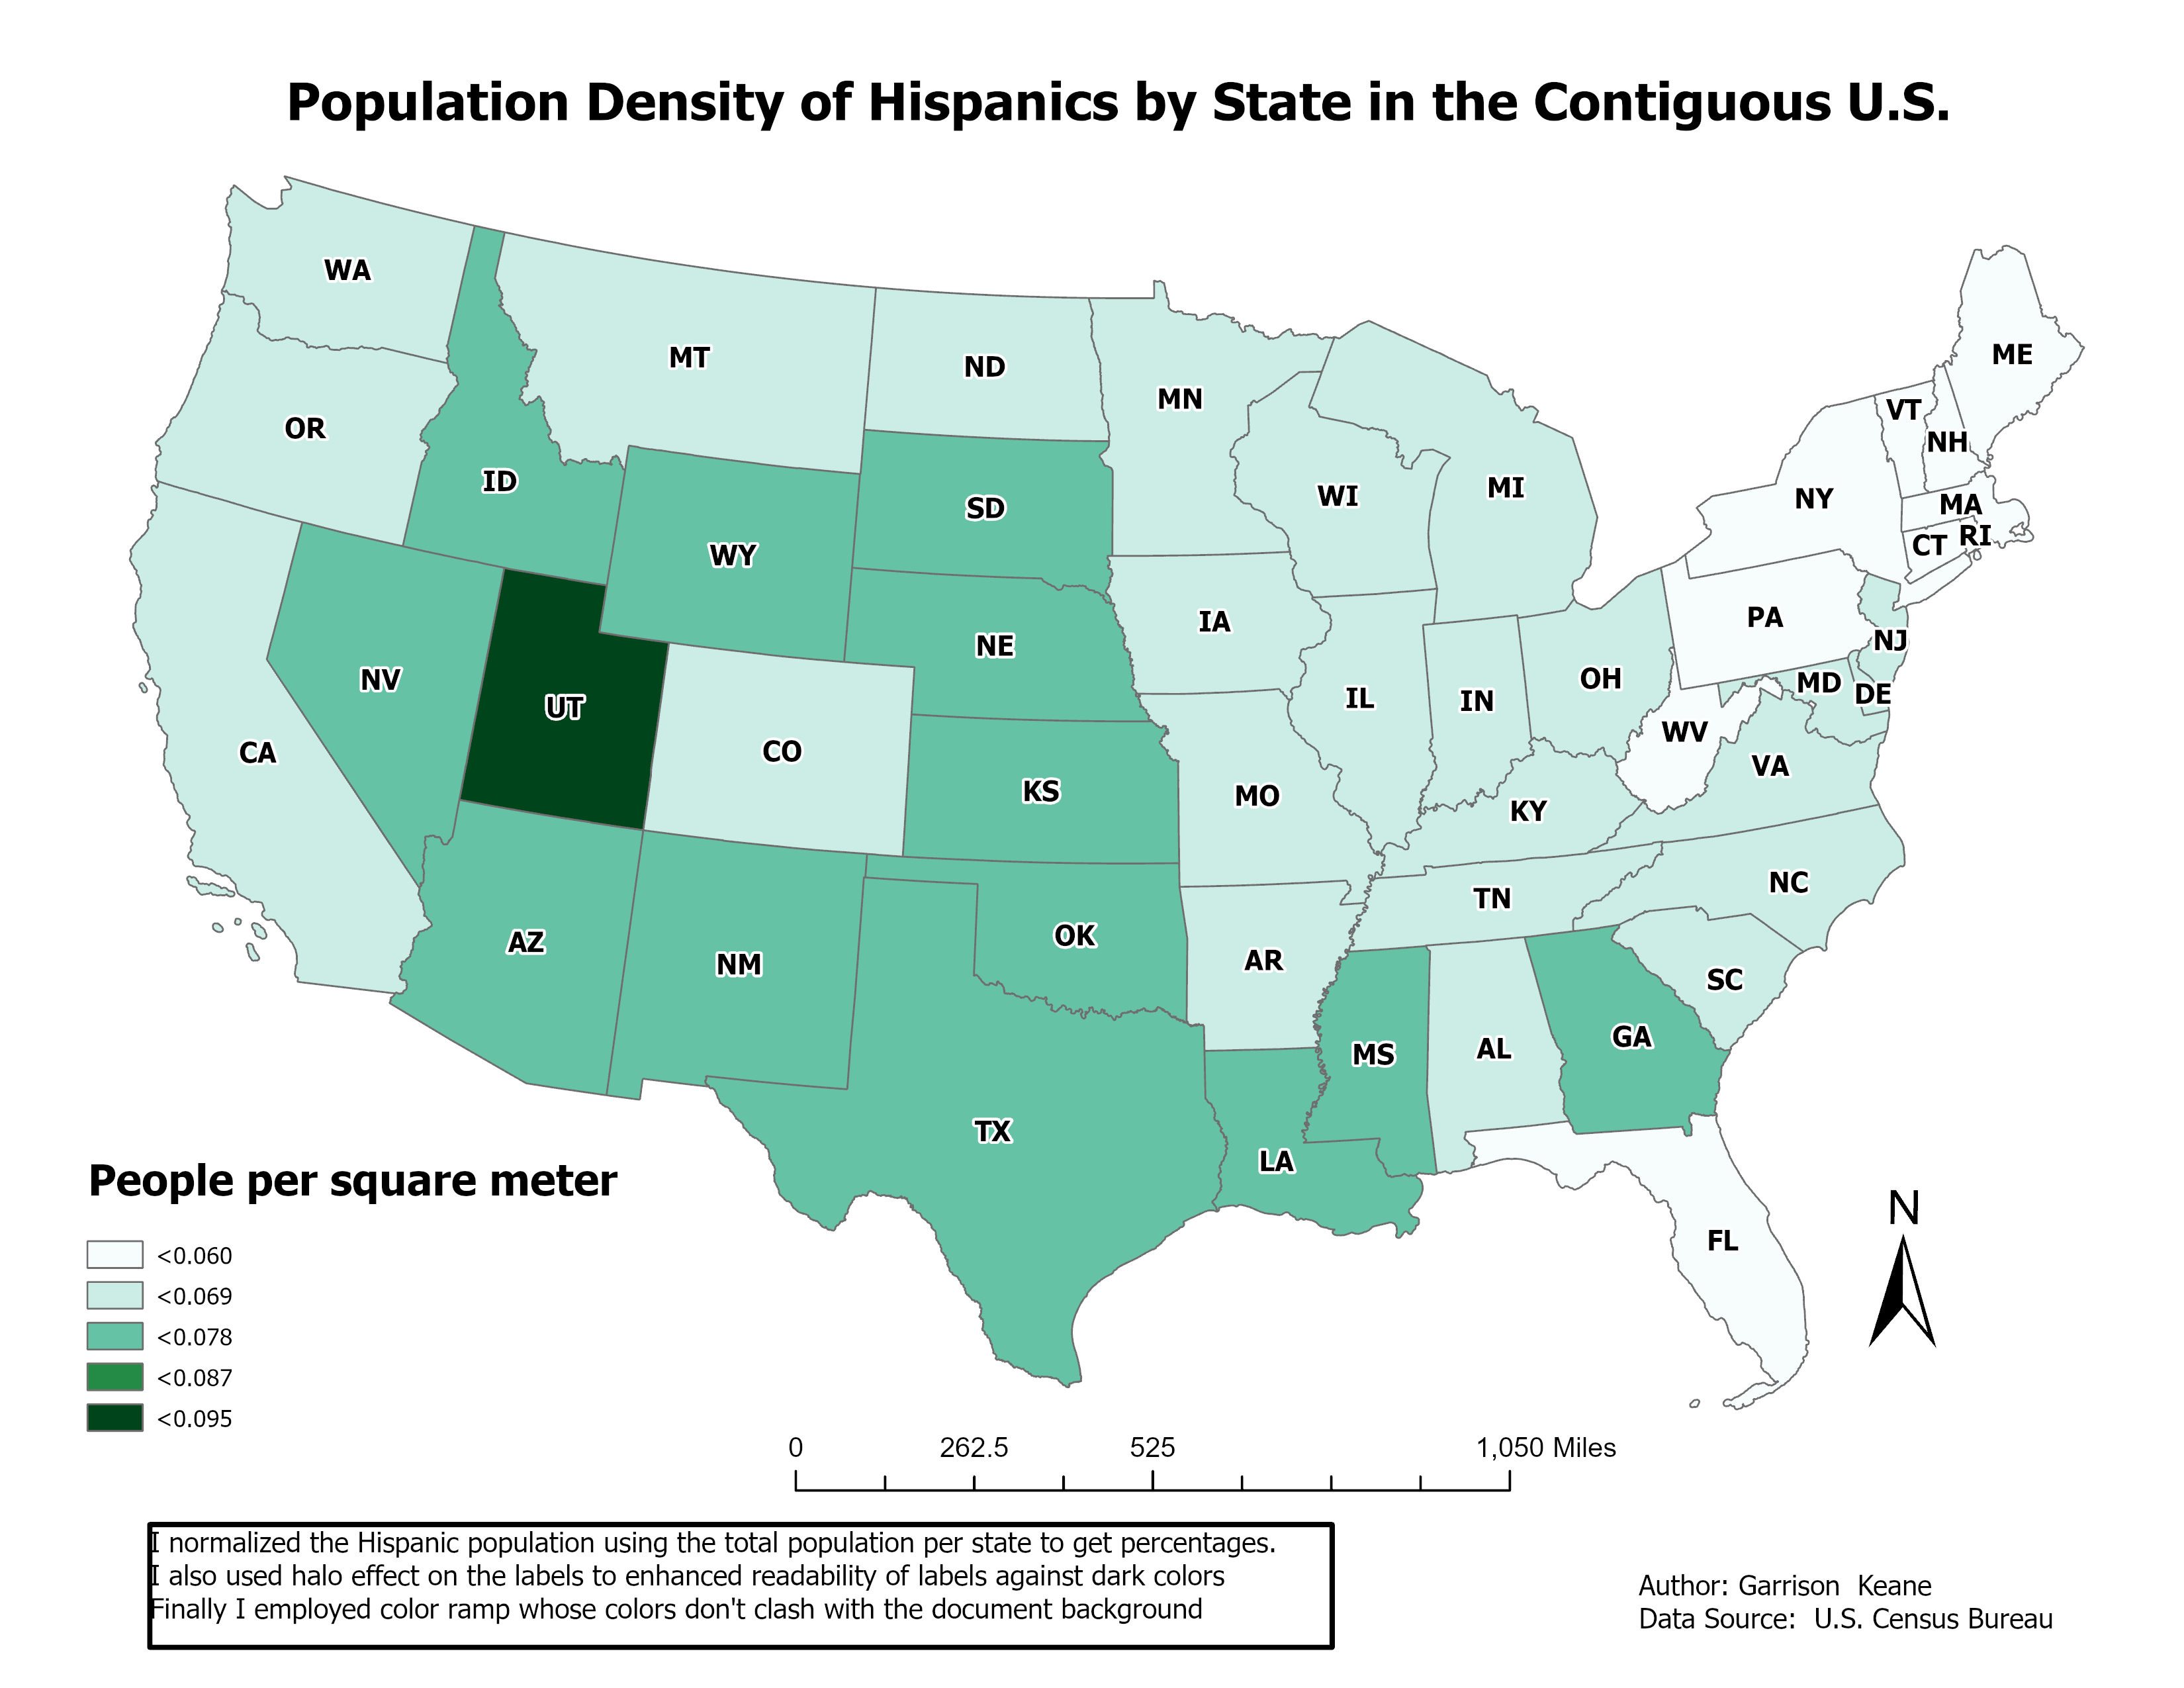 Population Density of Hispanics by State in the Contiguous U.S.
WA
MT
ND
MN
ME
VT
NH
OR
ID
SD
WI
MI
NY
MA
RI
CT
WY
NE
IA
PA
NJ
NV
UT
IL
IN
OH
MD
DE
WV
CA
CO
KS
MO
KY
VA
NC
TN
AZ
NM
OK
AR
SC
MS
AL
GA
TX
LA
FL
N
People per square meter
<0.060
<0.069
<0.078
<0.087
<0.095
0 262.5 525 1,050 Miles
I normalized the Hispanic population using the total population per state to get percentages.
I also used halo effect on the labels to enhanced readability of labels against dark colors
Finally I employed color ramp whose colors don't clash with the document background
Author: Garrison  Keane
Data Source:  U.S. Census Bureau